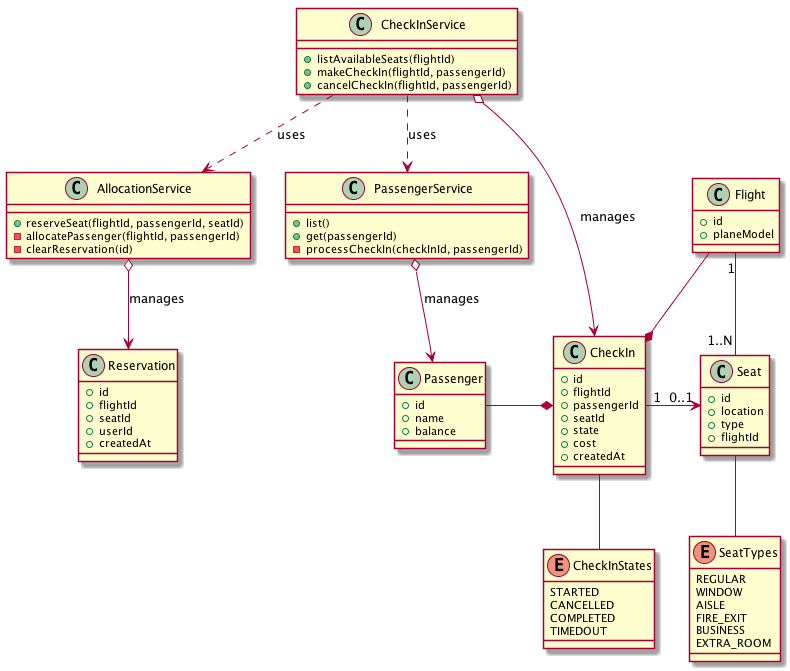 C CheckInService
listAvailableSeats(flightId)
makeCheckIn(flightId, passengerId)
cancelCheckIn(flightId, passengerId)
uses
uses
manages
C AllocationService
reserveSeat(flightId, passengerId, seatId)
allocatePassenger(flightId, passengerId)
clearReservation(id)
C PassengerService
list()
get(passengerId)
processCheckIn(checkInId, passengerId)
C Flight
id
planeModel
manages
manages
1
1..N
C Reservation
id
flightId
seatId
userId
createdAt
C Passenger
id
name
balance
C CheckIn
id
flightId
passengerId
seatId
state
cost
createdAt
1 0..1
C Seat
id
location
type
flightId
E CheckInStates
STARTED
CANCELLED
COMPLETED
TIMEDOUT
E SeatTypes
REGULAR
WINDOW
AISLE
FIRE_EXIT
BUSINESS
EXTRA_ROOM